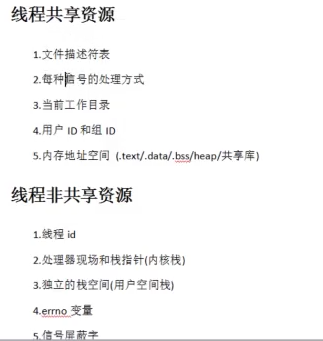 线程共享资源
1.文件描述符表
2.每种信号的处理方式
3.当前工作目录
4.用户 ID 和组 ID
5.内存地址空间 (.text/.data/.bss/heap/共享库)
线程非共享资源
1.线程 id
2.处理器现场和栈指针(内核栈)
3.独立的栈空间(用户空间栈)
4.errno 变量
5.信号屏蔽字